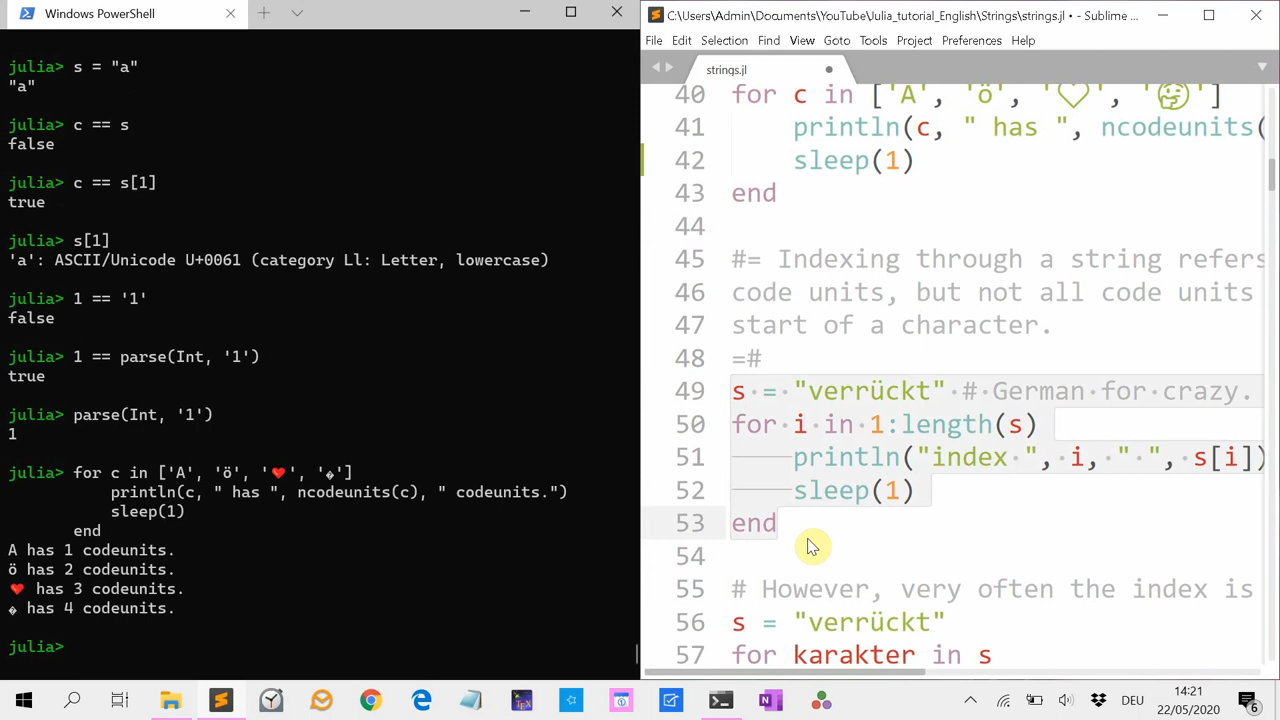 Windows PowerShell
julia> s = "a"
"a"
julia> c == s
false
julia> c == s[1]
true
julia> s[1]
'a': ASCII/Unicode U+0061 (category Ll: Letter, lowercase)
julia> 1 == '1'
false
julia> 1 == parse(Int, '1')
true
julia> parse(Int, '1')
1
julia> for c in ['A', 'ö', '❤', '�']
println(c, " has ", ncodeunits(c), " codeunits.")
sleep(1)
end
A has 1 codeunits.
ö has 2 codeunits.
❤ has 3 codeunits.
� has 4 codeunits.
julia>
C:\Users\Admin\Documents\YouTube\Julia_tutorial_English\Strings\strings.jl • - Sublime ...
File Edit Selection Find View Goto Tools Project Preferences Help
strings.jl
40 for c in ['A', 'ö', '♡', '🤔']
41 println(c, " has ", ncodeunits(
42 sleep(1)
43 end
44
45 #= Indexing through a string refers
46 code units, but not all code units
47 start of a character.
48 =#
49 s = "verrückt" # German for crazy.
50 for i in 1:length(s)
51 println("index ", i, " ", s[i])
52 sleep(1)
53 end
54
55 # However, very often the index is
56 s = "verrückt"
57 for karakter in s
DEU
14:21
22/05/2020
6